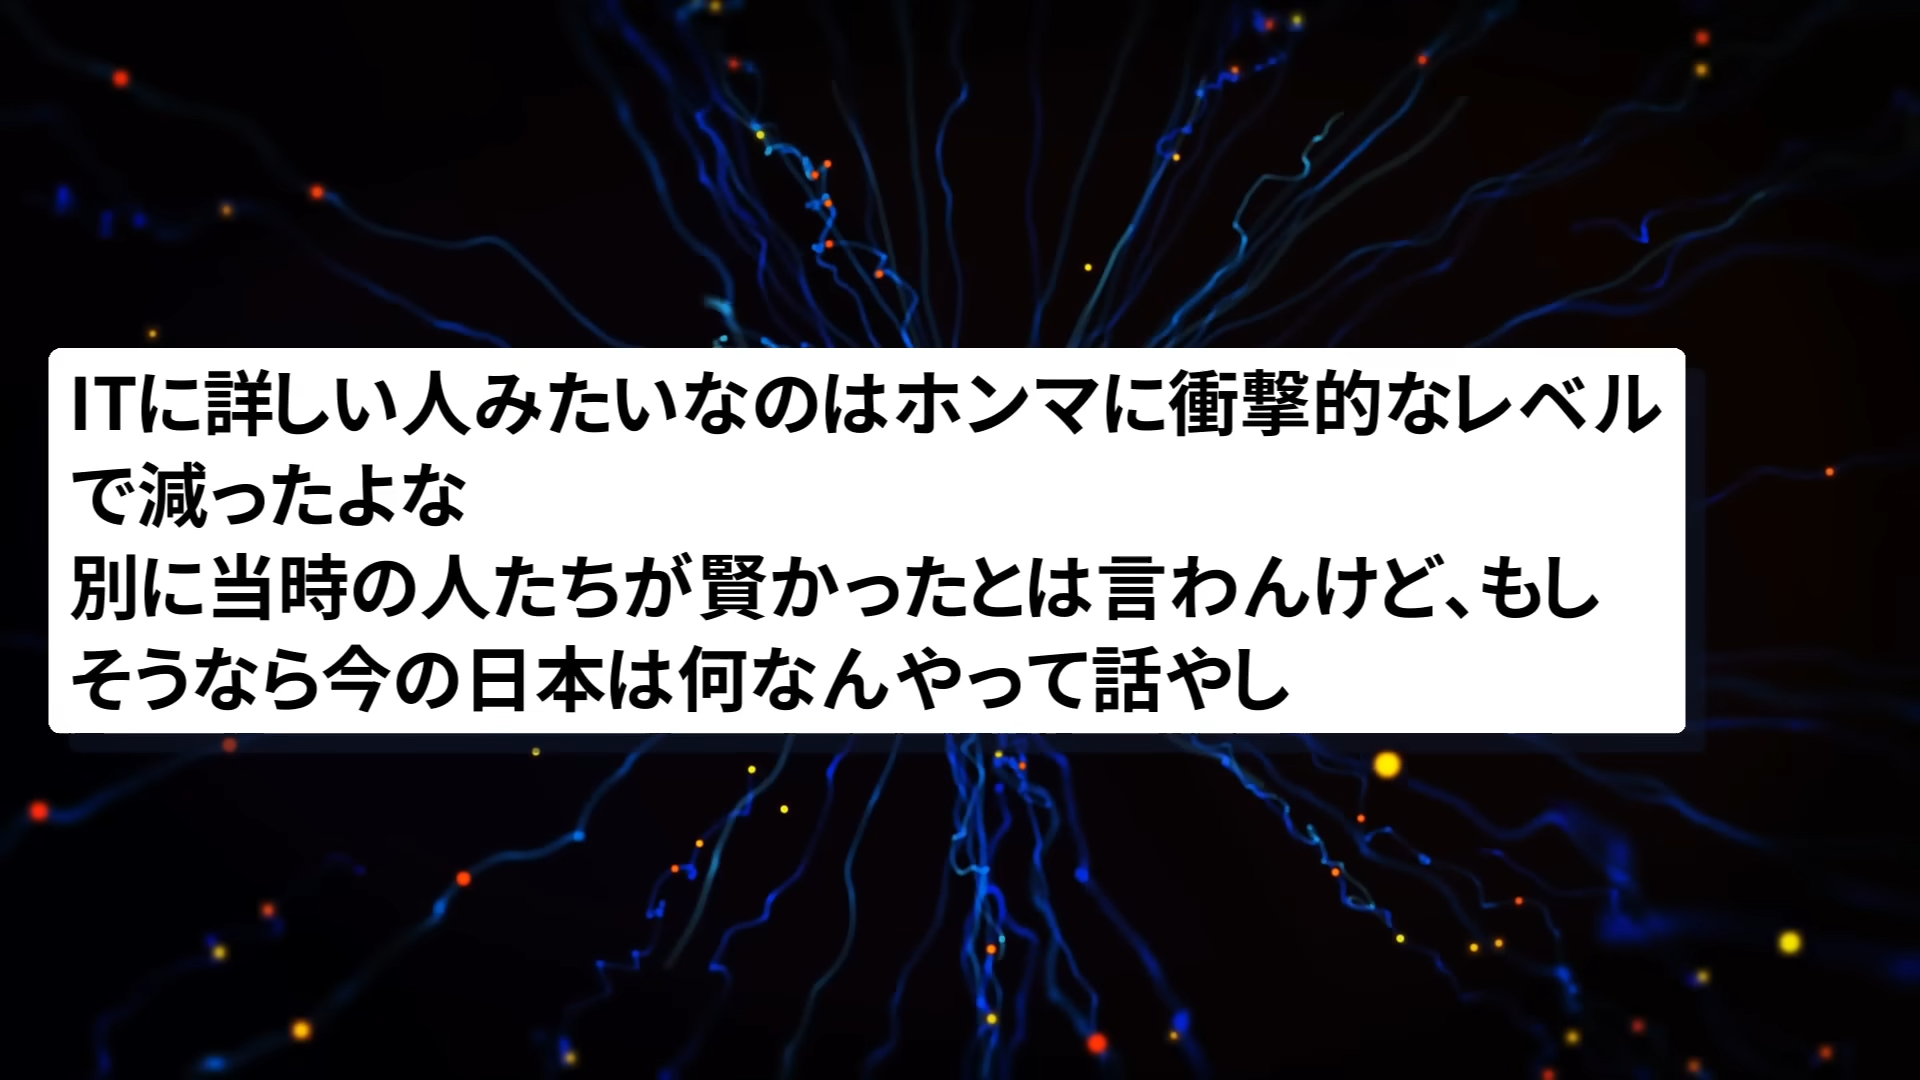 ITに詳しい人みたいなのはホンマに衝撃的なレベル
で減ったよな
別に当時の人たちが賢かったとは言わんけど、もし
そうなら今の日本は何なんやって話やし